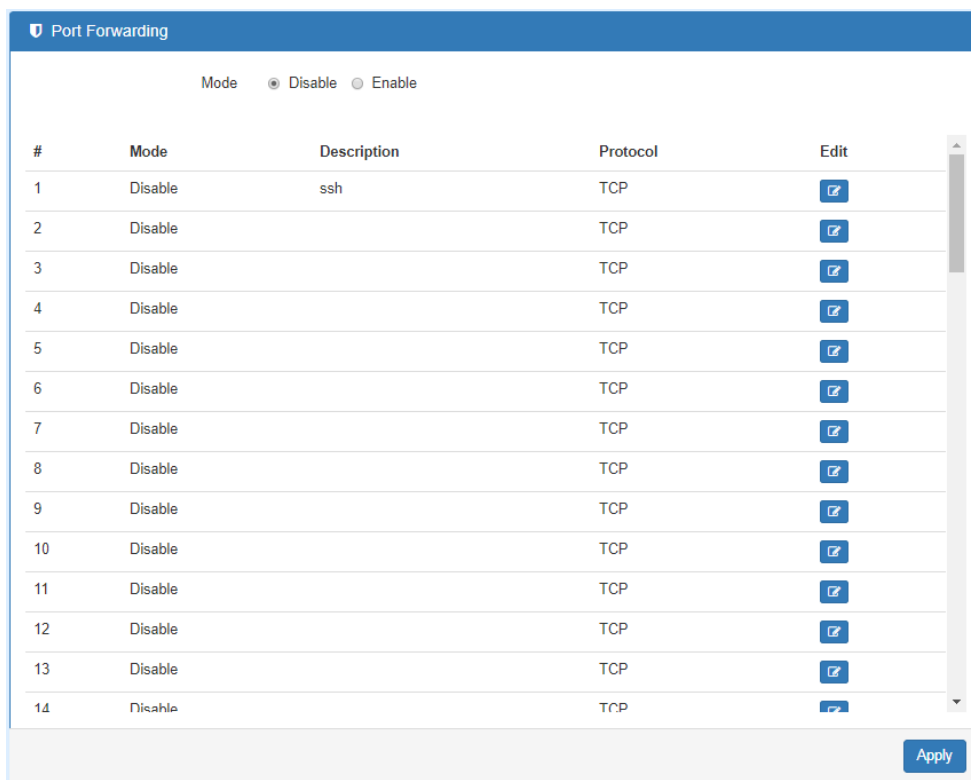 Port Forwarding
Mode Disable Enable
# Mode Description Protocol Edit
1 Disable ssh TCP
2 Disable TCP
3 Disable TCP
4 Disable TCP
5 Disable TCP
6 Disable TCP
7 Disable TCP
8 Disable TCP
9 Disable TCP
10 Disable TCP
11 Disable TCP
12 Disable TCP
13 Disable TCP
14 Disable TCP
Apply